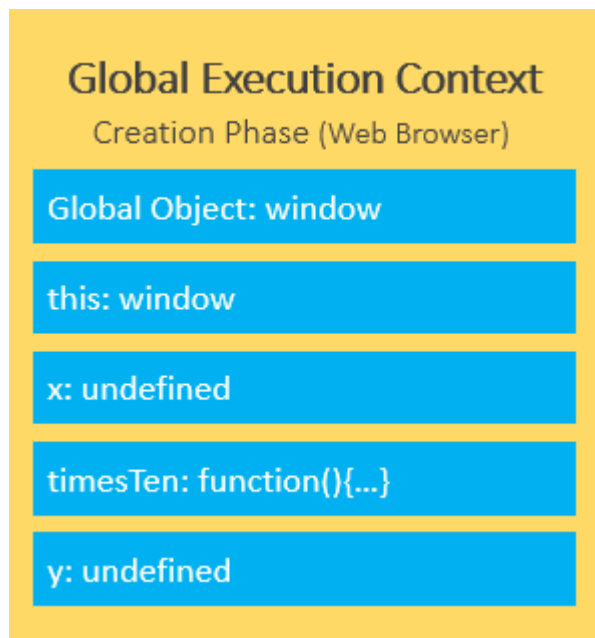 Global Execution Context
Creation Phase (Web Browser)
Global Object: window
this: window
x: undefined
timesTen: function(){…}
y: undefined